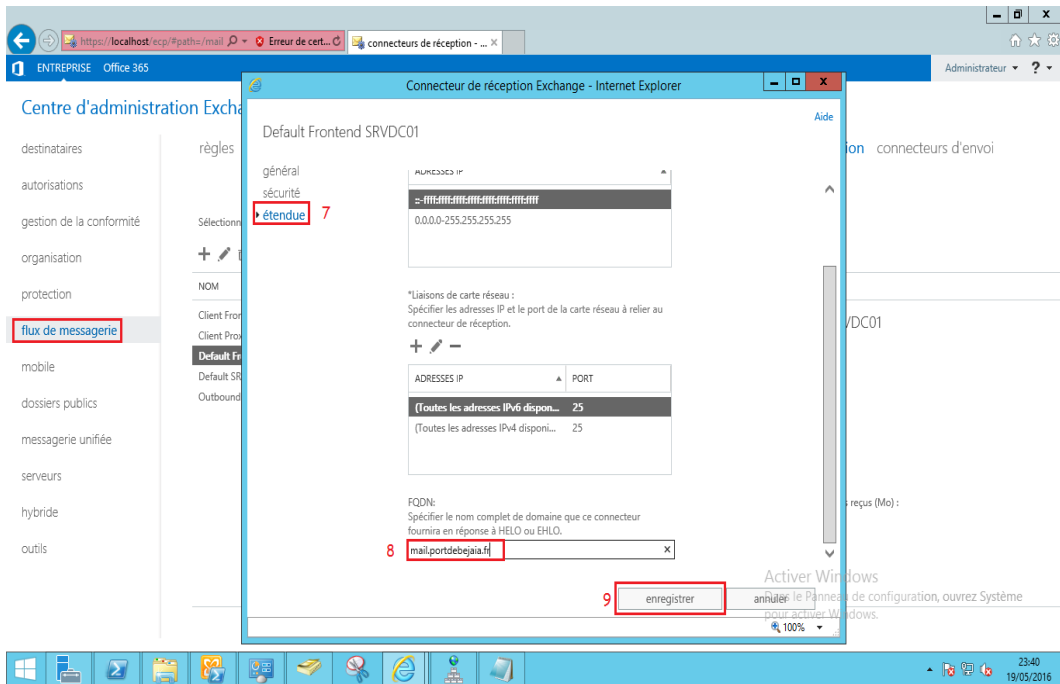 https://localhost/ecp/#path=/mail
Erreur de cert...
connecteurs de réception - ...
ENTREPRISE Office 365
Administrateur
?
Connecteur de réception Exchange - Internet Explorer
Centre d'administration Excha
Aide
Default Frontend SRVDC01
destinataires
règles
ion connecteurs d'envoi
autorisations
gestion de la conformité
organisation
protection
flux de messagerie
mobile
dossiers publics
messagerie unifiée
serveurs
hybride
outils
Sélectionn
NOM
Client Fron
Client Prox
Default Fr
Default SR
Outbound
général
sécurité
étendue
7
ADRESSES IP
::-ffff:ffff:ffff:ffff:ffff:ffff:ffff:ffff
0.0.0.0-255.255.255.255
*Liaisons de carte réseau :
Spécifier les adresses IP et le port de la carte réseau à relier au
connecteur de réception.
ADRESSES IP PORT
(Toutes les adresses IPv6 dispon... 25
(Toutes les adresses IPv4 disponi... 25
FQDN:
Spécifier le nom complet de domaine que ce connecteur
fournira en réponse à HELO ou EHLO.
8
mail.portdebejaia.fr
9
enregistrer
annuler
VDC01
reçus (Mo) :
Activer Windows
le Panneau de configuration, ouvrez Système
pour activer Windows.
100%
23:40
19/05/2016